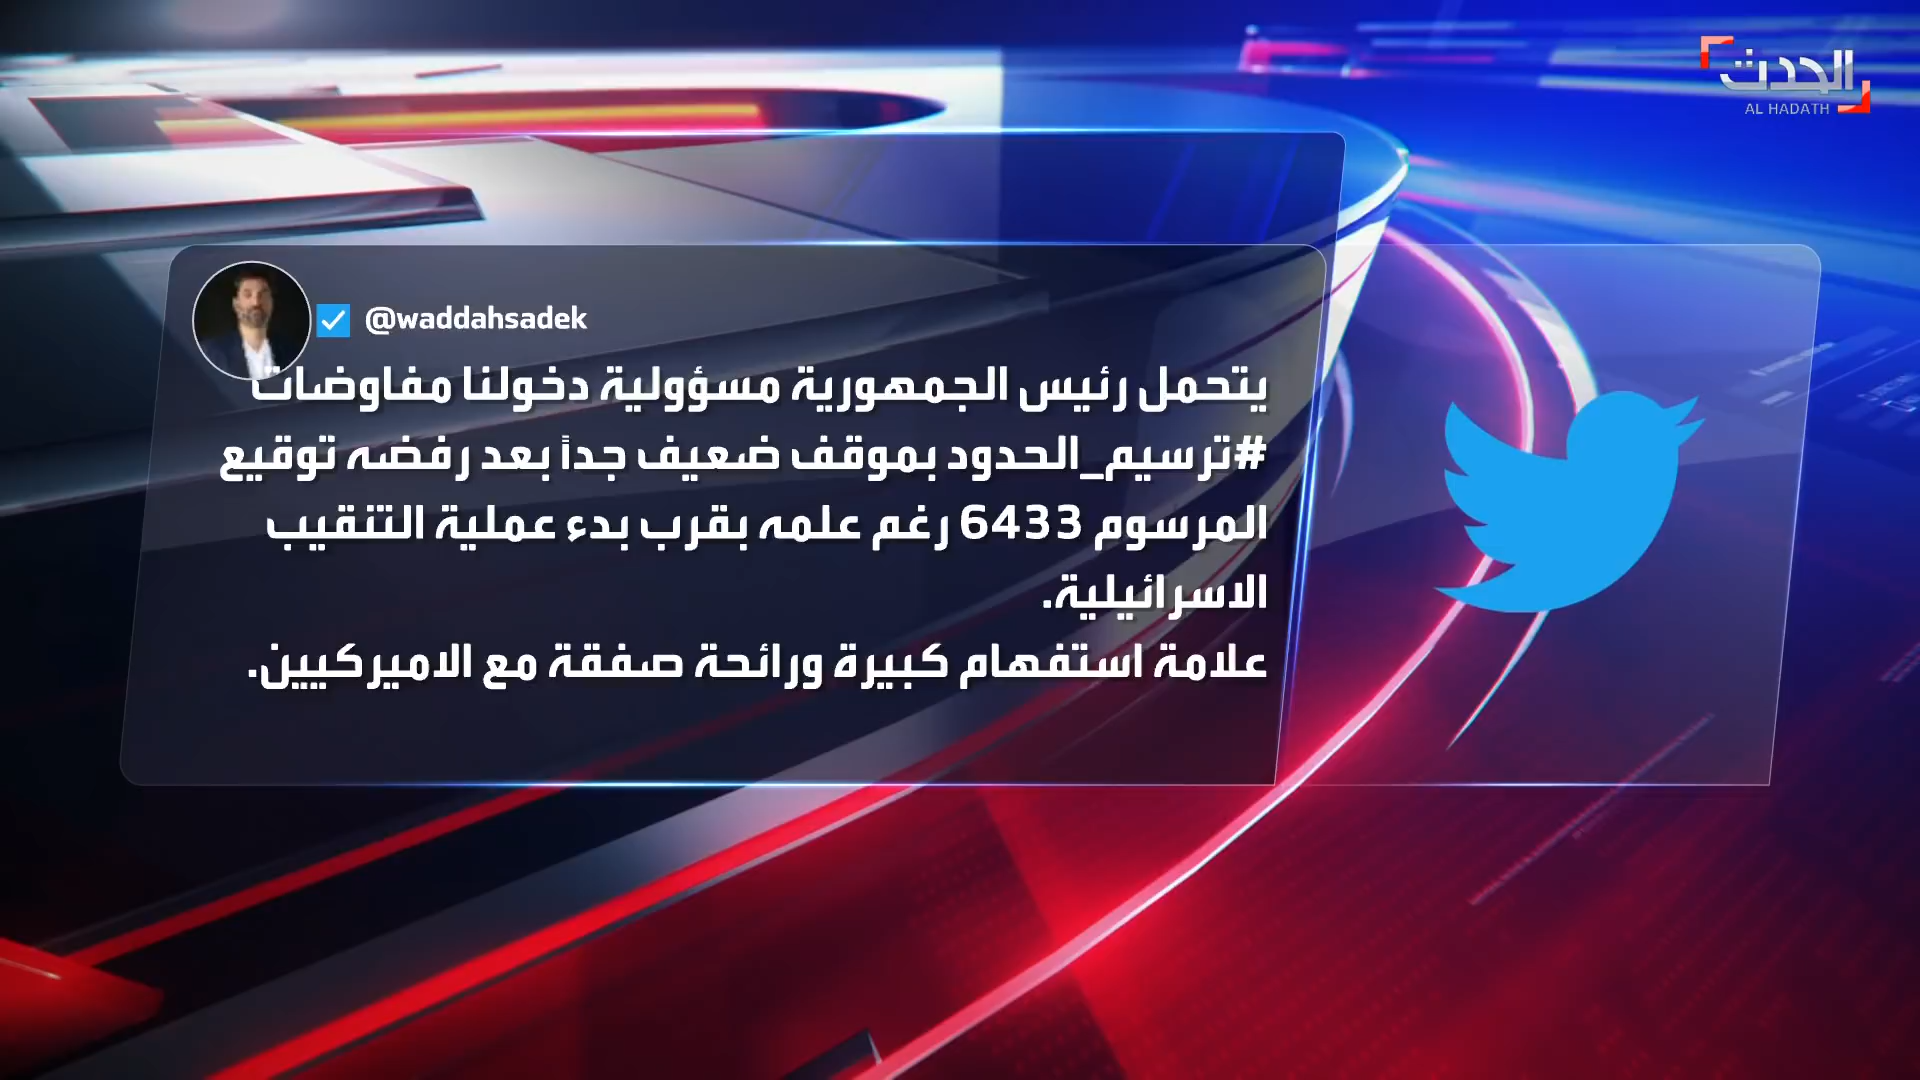 الحدث
AL HADATH
@waddahsadek
يتحمل رئيس الجمهورية مسؤولية دخولنا مفاوضات
#ترسيم_الحدود بموقف ضعيف جداً بعد رفضه توقيع
المرسوم 6433 رغم علمه بقرب بدء عملية التنقيب
الاسرائيلية.
علامة استفهام كبيرة ورائحة صفقة مع الاميركيين.